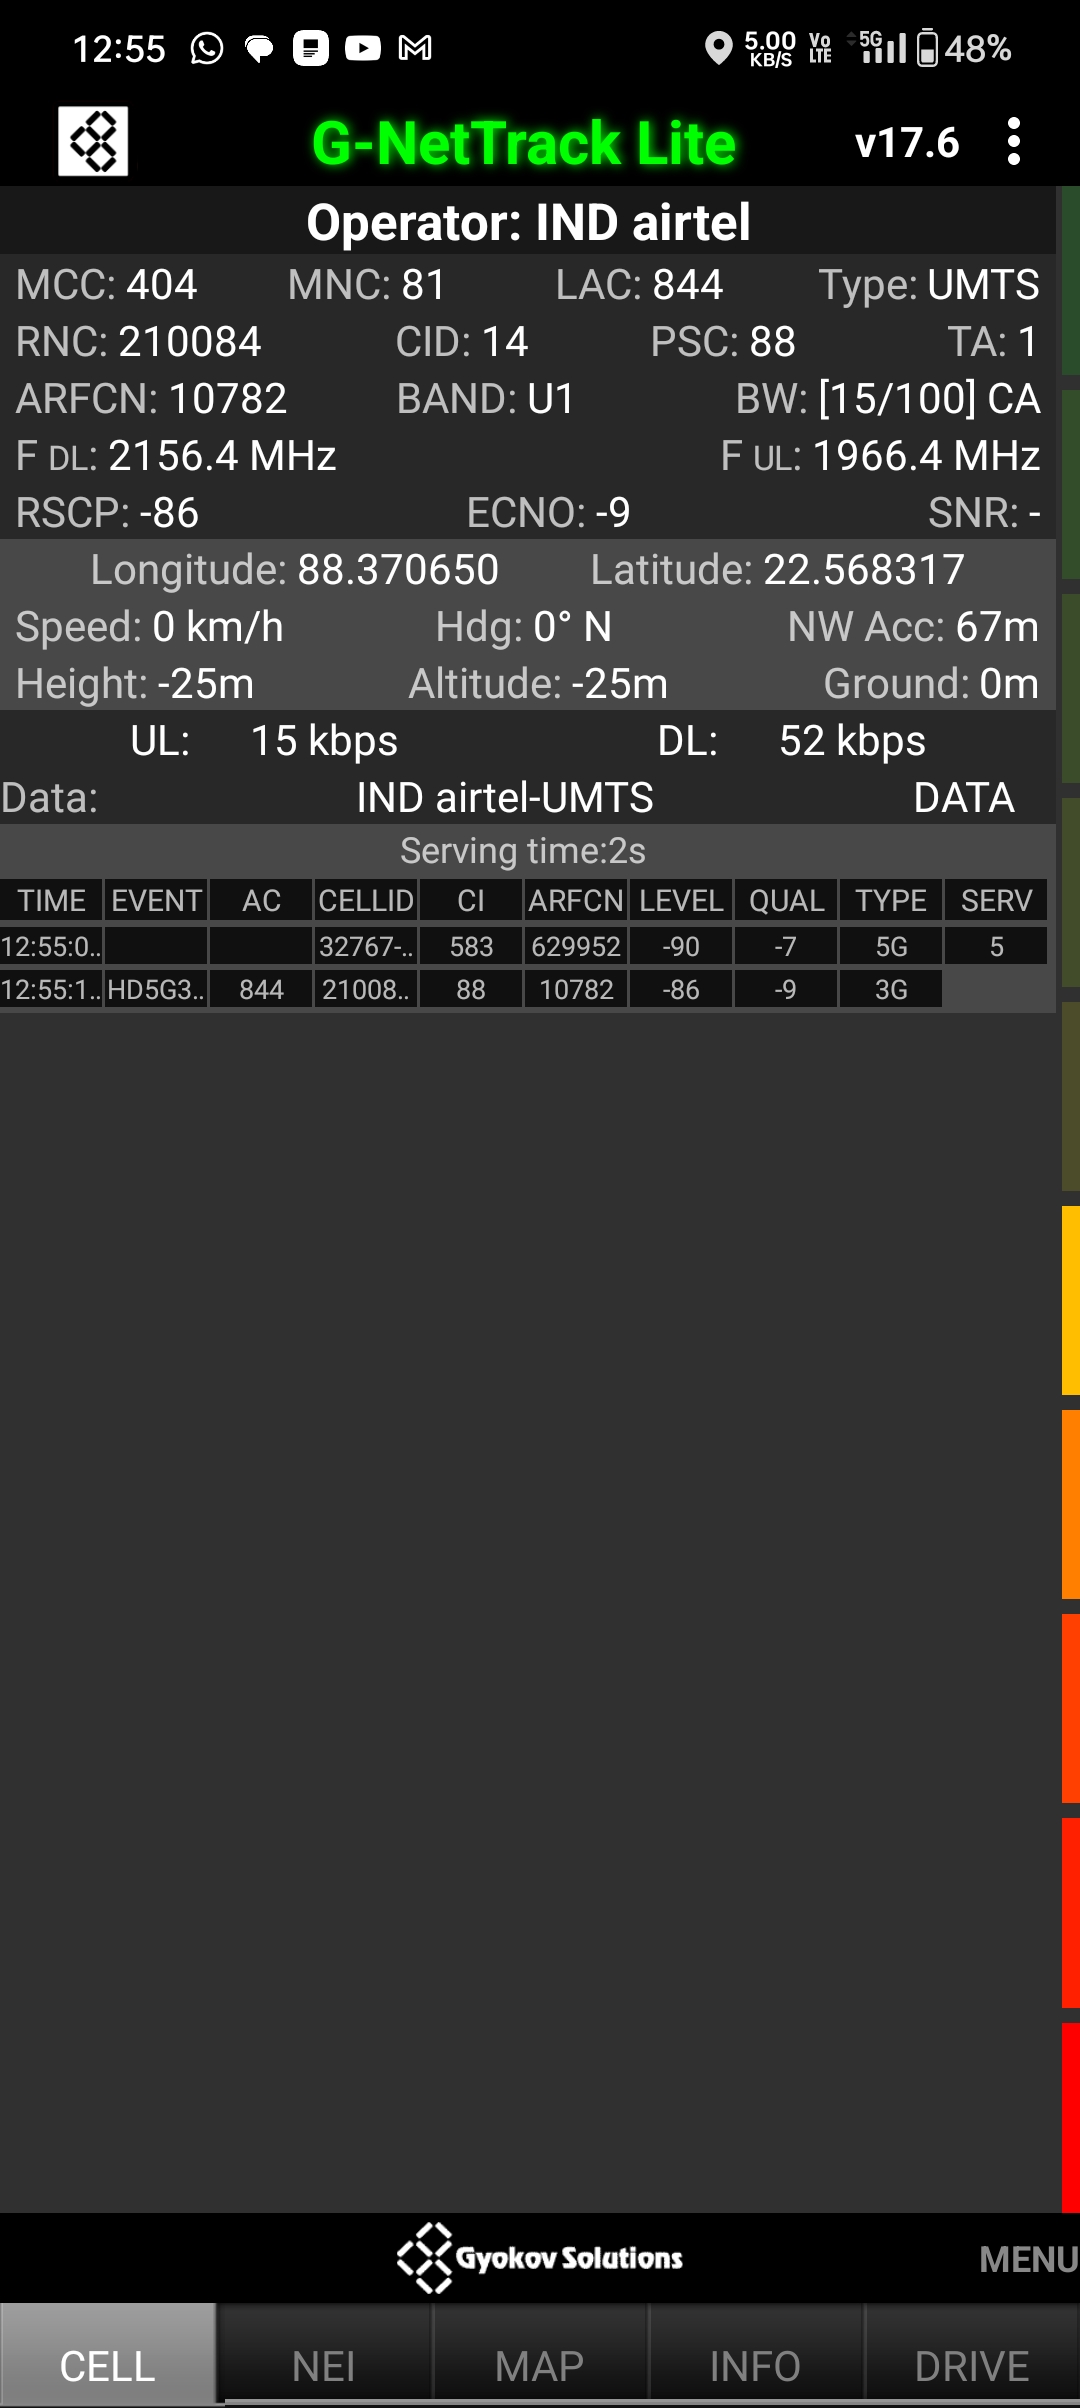 12:55 5.00 KB/S Vo LTE 5G 48%
G-NetTrack Lite v17.6
Operator: IND airtel
MCC: 404 MNC: 81 LAC: 844 Type: UMTS
RNC: 210084 CID: 14 PSC: 88 TA: 1
ARFCN: 10782 BAND: U1 BW: [15/100] CA
F DL: 2156.4 MHz F UL: 1966.4 MHz
RSCP: -86 ECNO: -9 SNR: -
Longitude: 88.370650 Latitude: 22.568317
Speed: 0 km/h Hdg: 0° N NW Acc: 67m
Height: -25m Altitude: -25m Ground: 0m
UL: 15 kbps DL: 52 kbps
Data: IND airtel-UMTS DATA
Serving time:2s
TIME EVENT AC CELLID CI ARFCN LEVEL QUAL TYPE SERV
12:55:0.. 32767-.. 583 629952 -90 -7 5G 5
12:55:1.. HD5G3.. 844 21008.. 88 10782 -86 -9 3G
Gyokov Solutions MENU
CELL NEI MAP INFO DRIVE